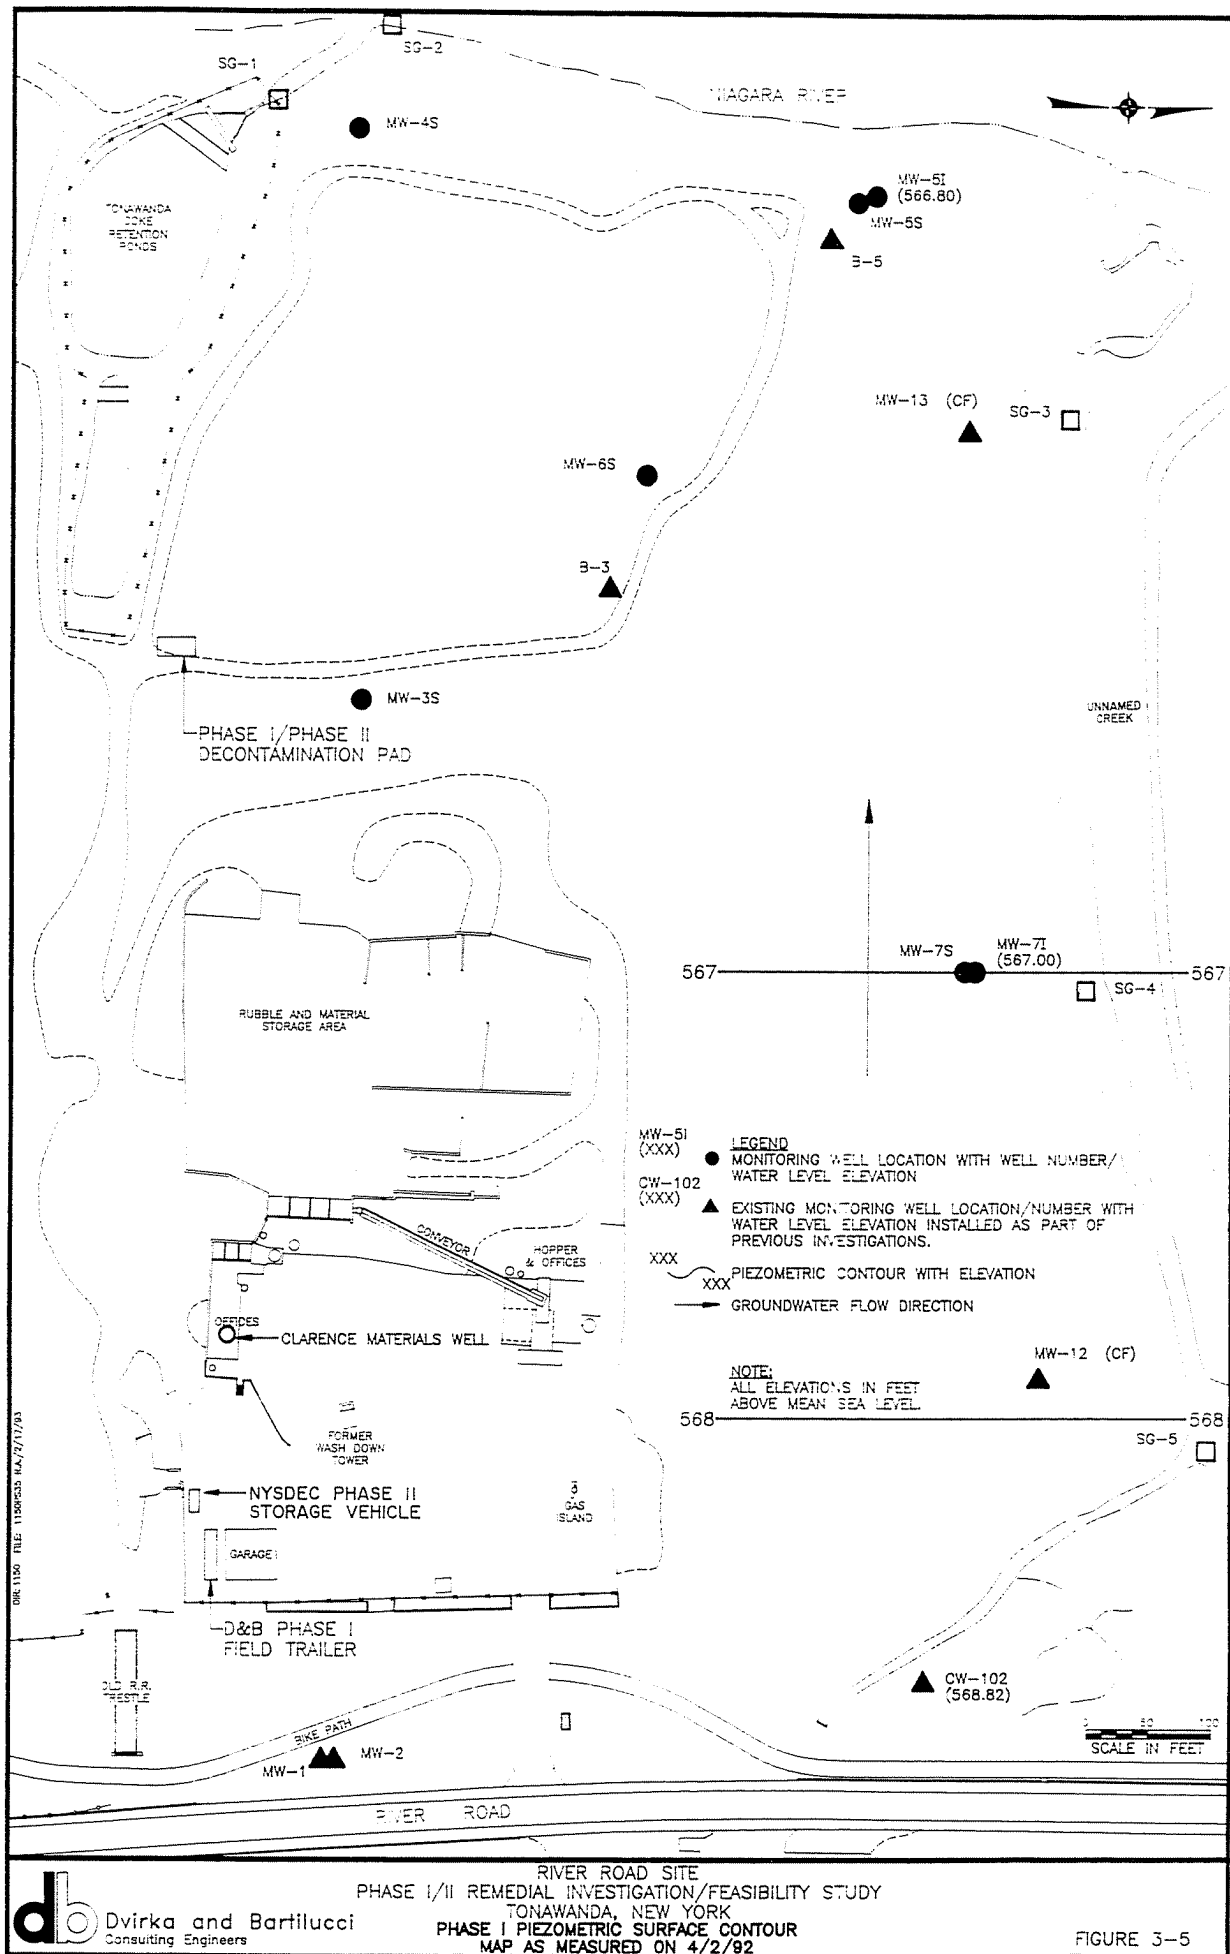 SG-2
SG-1
NIAGARA RIVER
MW-4S
MW-5I
(566.80)
MW-5S
B-5
TONAWANDA
COKE
RETENTION
PONDS
MW-13 (CF)
SG-3
MW-6S
B-3
MW-3S
PHASE I/PHASE II
DECONTAMINATION PAD
UNNAMED
CREEK
MW-7S
MW-7I
(567.00)
567
567
SG-4
RUBBLE AND MATERIAL
STORAGE AREA
MW-5I
(XXX)
LEGEND
MONITORING WELL LOCATION WITH WELL NUMBER/
WATER LEVEL ELEVATION
CW-102
(XXX)
EXISTING MONITORING WELL LOCATION/NUMBER WITH
WATER LEVEL ELEVATION INSTALLED AS PART OF
PREVIOUS INVESTIGATIONS.
XXX
XXX
PIEZOMETRIC CONTOUR WITH ELEVATION
GROUNDWATER FLOW DIRECTION
CONVEYOR
HOPPER
& OFFICES
OFFICES
CLARENCE MATERIALS WELL
NOTE:
ALL ELEVATIONS IN FEET
ABOVE MEAN SEA LEVEL.
MW-12 (CF)
568
568
SG-5
FORMER
WASH DOWN
TOWER
NYSDEC PHASE II
STORAGE VEHICLE
GAS
ISLAND
GARAGE
D&B PHASE I
FIELD TRAILER
OLD R.R.
TRESTLE
CW-102
(568.82)
BIKE PATH
MW-2
MW-1
0 50 100
SCALE IN FEET
RIVER ROAD
db
Dvirka and Bartilucci
Consulting Engineers
RIVER ROAD SITE
PHASE I/II REMEDIAL INVESTIGATION/FEASIBILITY STUDY
TONAWANDA, NEW YORK
PHASE I PIEZOMETRIC SURFACE CONTOUR
MAP AS MEASURED ON 4/2/92
FIGURE 3-5